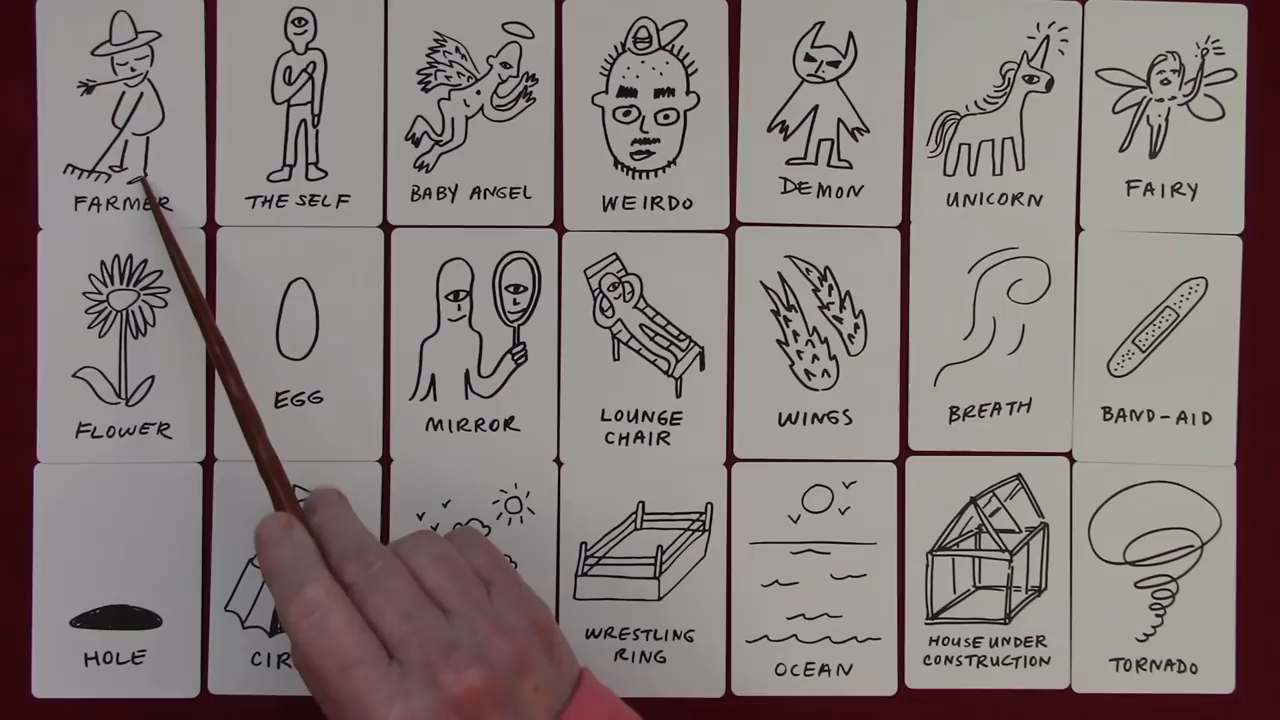 FARMER
THE SELF
BABY ANGEL
WEIRDO
DEMON
UNICORN
FAIRY
FLOWER
EGG
MIRROR
LOUNGE
CHAIR
WINGS
BREATH
BAND-AID
HOLE
WRESTLING
RING
OCEAN
HOUSE UNDER
CONSTRUCTION
TORNADO